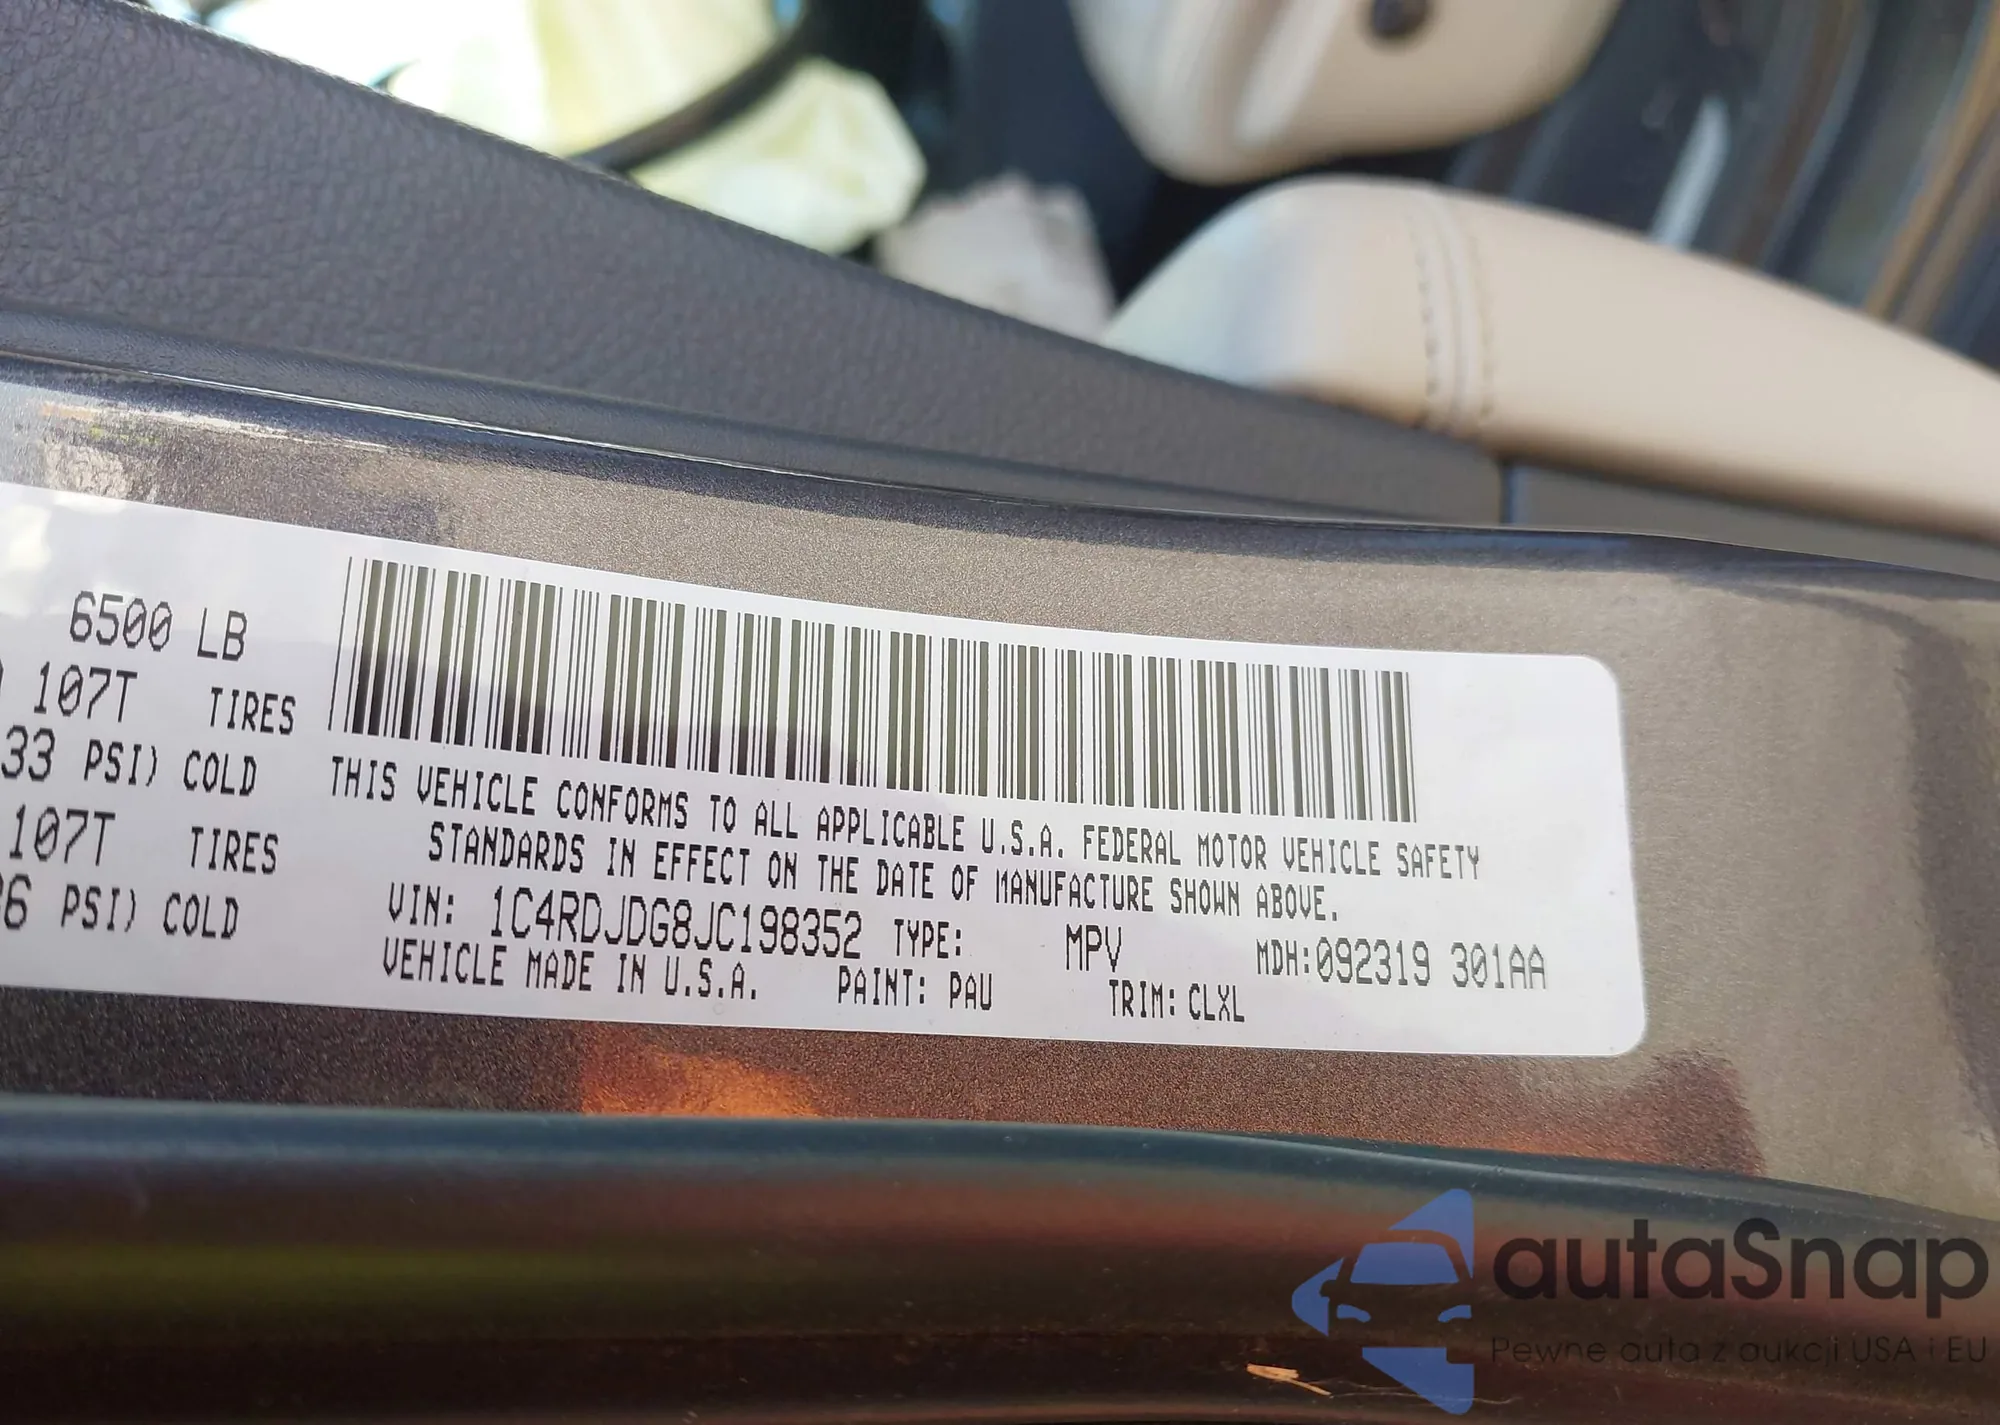 6500 LB
107T TIRES
33 PSI) COLD
107T TIRES
6 PSI) COLD
THIS VEHICLE CONFORMS TO ALL APPLICABLE U.S.A. FEDERAL MOTOR VEHICLE SAFETY
STANDARDS IN EFFECT ON THE DATE OF MANUFACTURE SHOWN ABOVE.
VIN: 1C4RDJDG8JC198352 TYPE: MPV MDH:092319 301AA
VEHICLE MADE IN U.S.A. PAINT: PAU TRIM: CLXL
autaSnap
Pewne auta z aukcji USA i EU